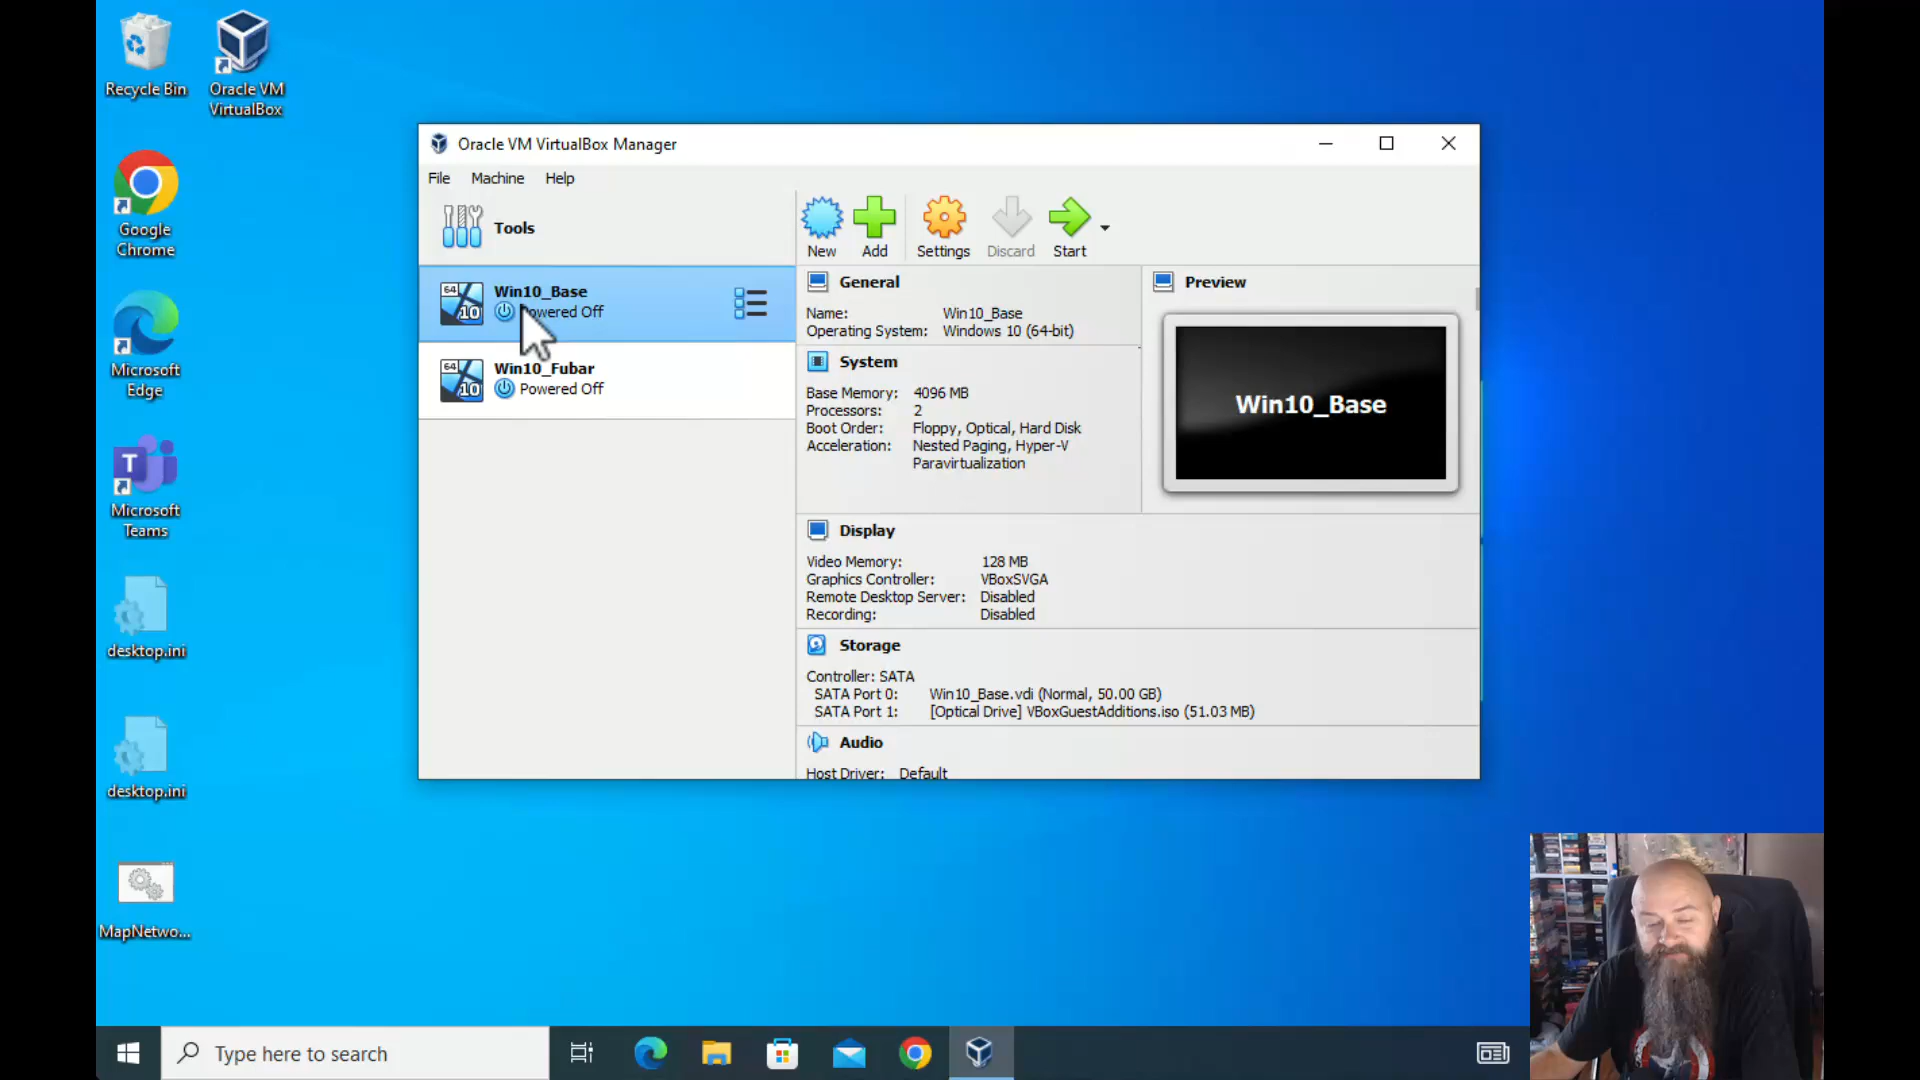 Recycle Bin
Oracle VM
VirtualBox
Google
Chrome
Microsoft
Edge
Microsoft
Teams
desktop.ini
desktop.ini
MapNetwo...
Oracle VM VirtualBox Manager
File Machine Help
Tools
New Add Settings Discard Start
64
10
Win10_Base
Powered Off
64
10
Win10_Fubar
Powered Off
General
Name: Win10_Base
Operating System: Windows 10 (64-bit)
System
Base Memory: 4096 MB
Processors: 2
Boot Order: Floppy, Optical, Hard Disk
Acceleration: Nested Paging, Hyper-V
Paravirtualization
Preview
Win10_Base
Display
Video Memory: 128 MB
Graphics Controller: VBoxSVGA
Remote Desktop Server: Disabled
Recording: Disabled
Storage
Controller: SATA
SATA Port 0: Win10_Base.vdi (Normal, 50.00 GB)
SATA Port 1: [Optical Drive] VBoxGuestAdditions.iso (51.03 MB)
Audio
Host Driver: Default
Type here to search